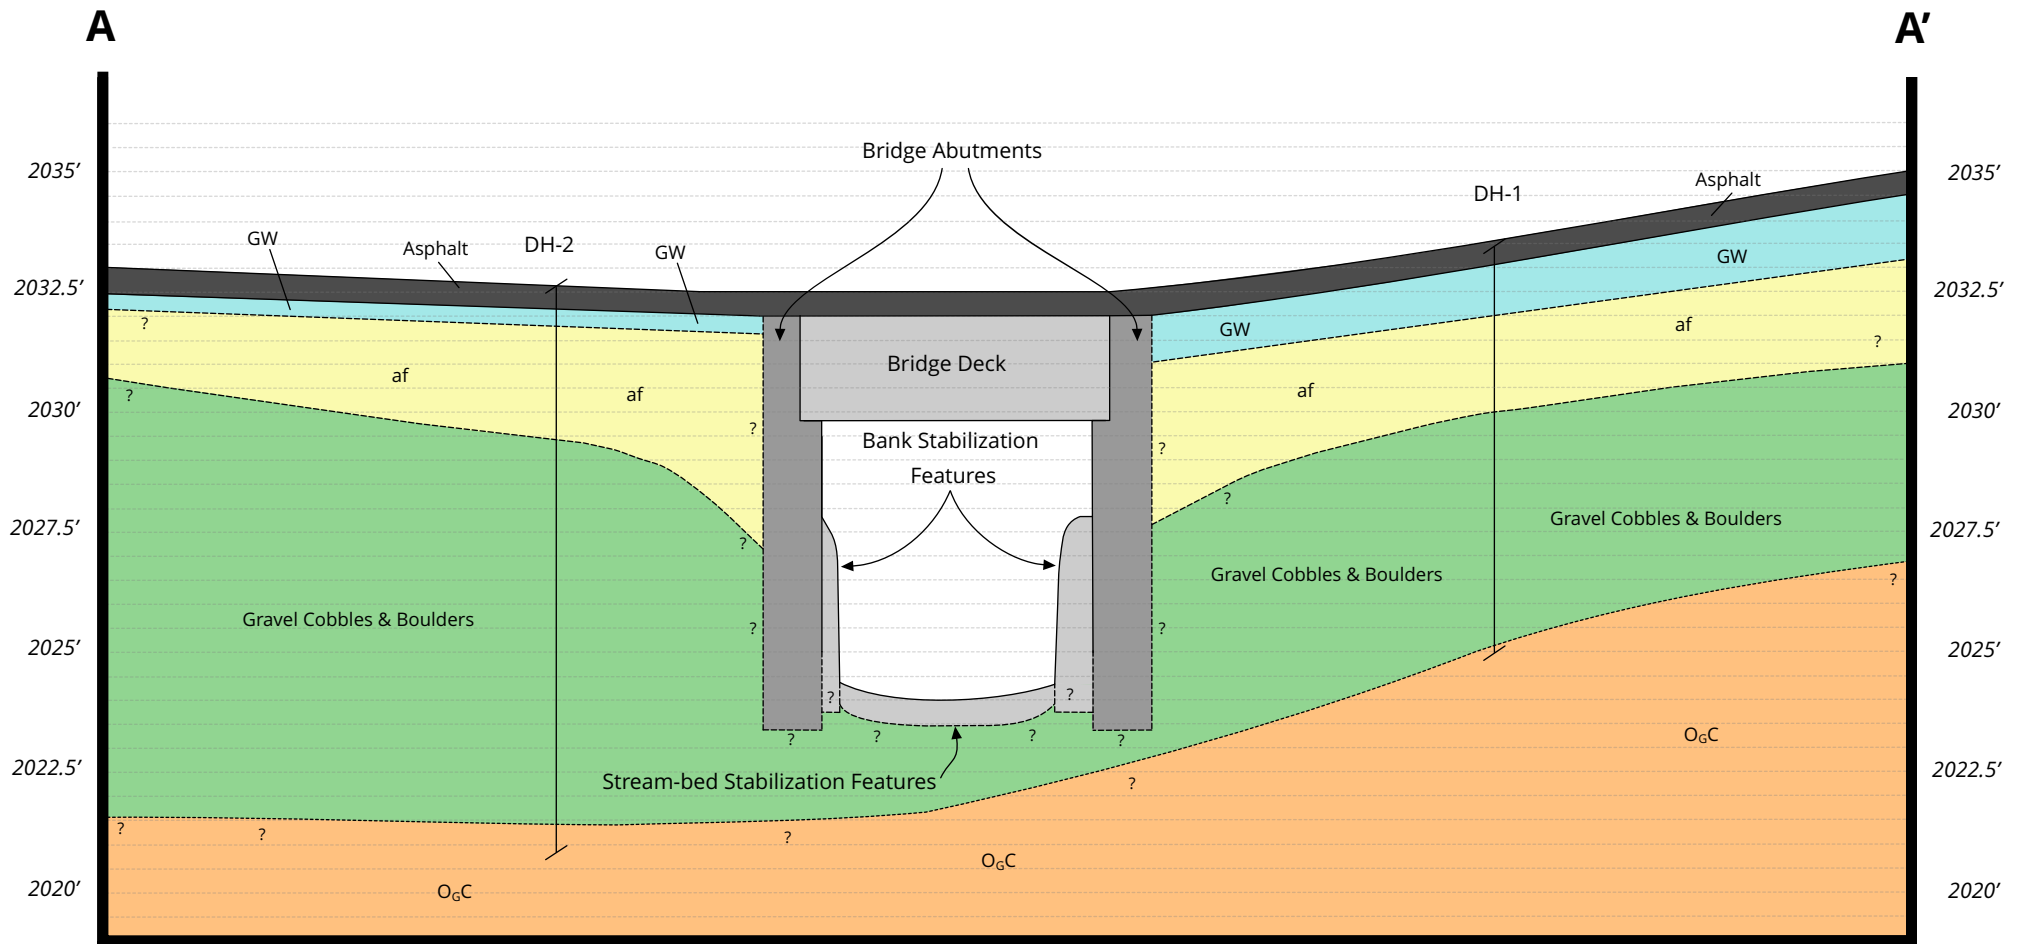 A
A’
Bridge Abutments
2035’
2035’
Asphalt
DH-1
GW
Asphalt
DH-2
GW
GW
2032.5’
2032.5’
?
af
GW
?
Bridge Deck
af
?
af
af
2030’
2030’
?
Bank Stabilization
?
Features
?
Gravel Cobbles & Boulders
2027.5’
2027.5’
?
Gravel Cobbles & Boulders
?
Gravel Cobbles & Boulders
?
?
2025’
2025’
?
?
OGC
?
?
?
?
2022.5’
2022.5’
Stream-bed Stabilization Features
?
?
?
?
OGC
2020’
OGC
2020’